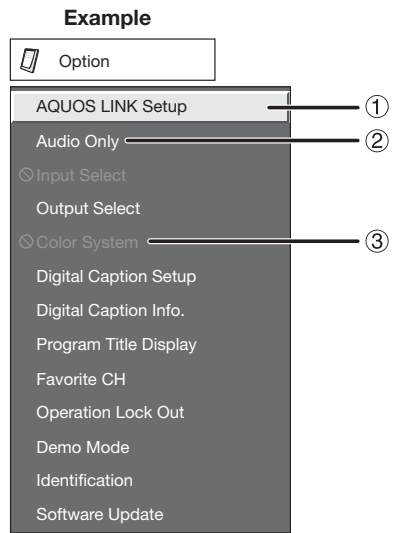 Example
Option
AQUOS LINK Setup ①
Audio Only ②
Input Select
Output Select
Color System ③
Digital Caption Setup
Digital Caption Info.
Program Title Display
Favorite CH
Operation Lock Out
Demo Mode
Identification
Software Update